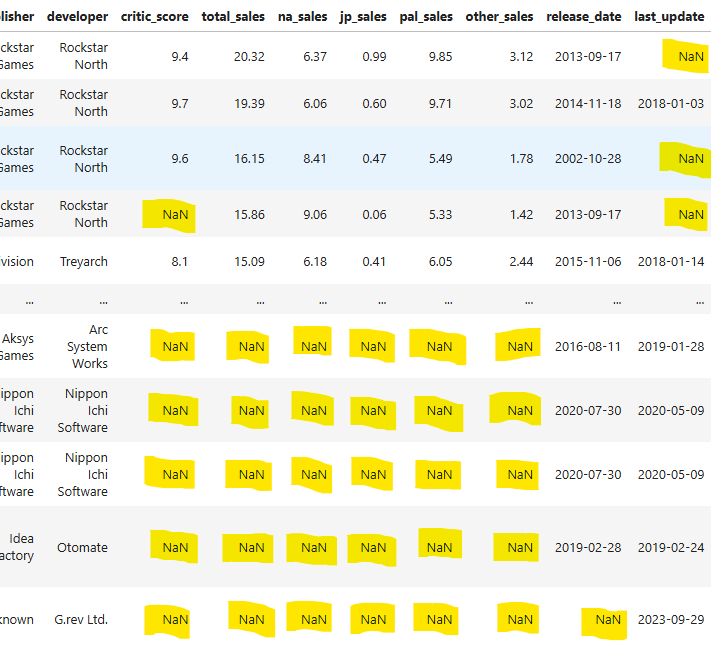 lisher developer critic_score total_sales na_sales jp_sales pal_sales other_sales release_date last_update
ckstar Rockstar
Games North 9.4 20.32 6.37 0.99 9.85 3.12 2013-09-17 NaN
ckstar Rockstar
Games North 9.7 19.39 6.06 0.60 9.71 3.02 2014-11-18 2018-01-03
ckstar Rockstar
Games North 9.6 16.15 8.41 0.47 5.49 1.78 2002-10-28 NaN
ckstar Rockstar
Games North NaN 15.86 9.06 0.06 5.33 1.42 2013-09-17 NaN
ivision Treyarch 8.1 15.09 6.18 0.41 6.05 2.44 2015-11-06 2018-01-14
... ... ... ... ... ... ... ... ... ...
Arc
Aksys System NaN NaN NaN NaN NaN NaN 2016-08-11 2019-01-28
Games Works
ippon Nippon
Ichi Ichi NaN NaN NaN NaN NaN NaN 2020-07-30 2020-05-09
ftware Software
ippon Nippon
Ichi Ichi NaN NaN NaN NaN NaN NaN 2020-07-30 2020-05-09
ftware Software
Idea
actory Otomate NaN NaN NaN NaN NaN NaN 2019-02-28 2019-02-24
known G.rev Ltd. NaN NaN NaN NaN NaN NaN NaN 2023-09-29